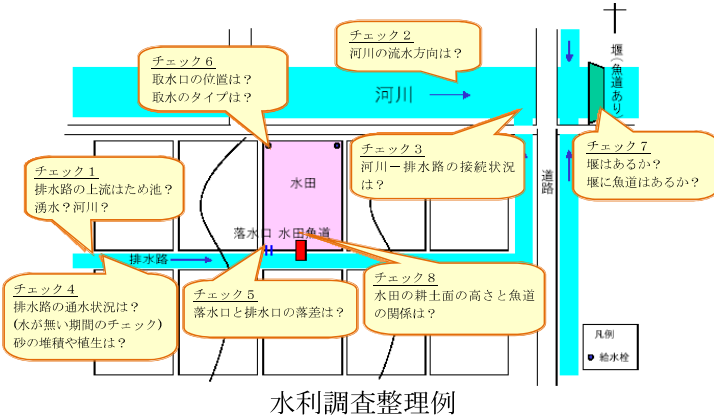 チェック２
河川の流水方向は？
チェック６
取水口の位置は？
取水のタイプは？
河川
堰（魚道あり）
チェック３
河川－排水路の接続状況
は？
チェック７
堰はあるか？
堰に魚道はあるか？
チェック１
排水路の上流はため池？
湧水？河川？
水田
道路
落水口 水田魚道
排水路
チェック４
排水路の通水状況は？
(水が無い期間のチェック)
砂の堆積や植生は？
チェック５
落水口と排水口の落差は？
チェック８
水田の耕土面の高さと魚道
の関係は？
凡例
給水栓
水利調査整理例